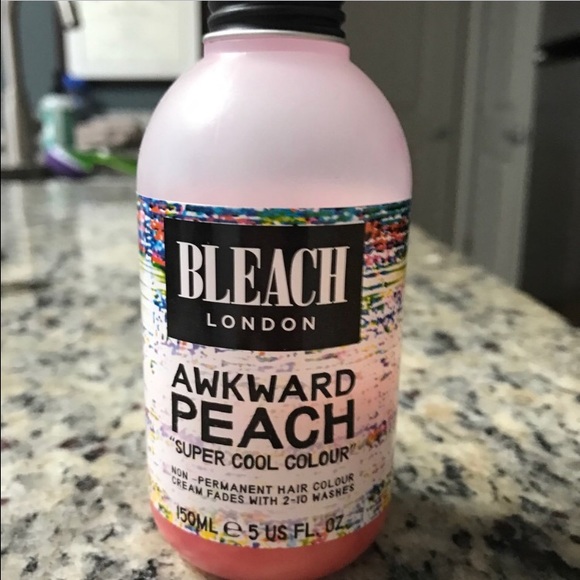 BLEACH
LONDON
AWKWARD
PEACH
"SUPER COOL COLOUR"
NON-PERMANENT HAIR COLOUR
CREAM FADES WITH 2-10 WASHES
150ML e 5 US FL. OZ.